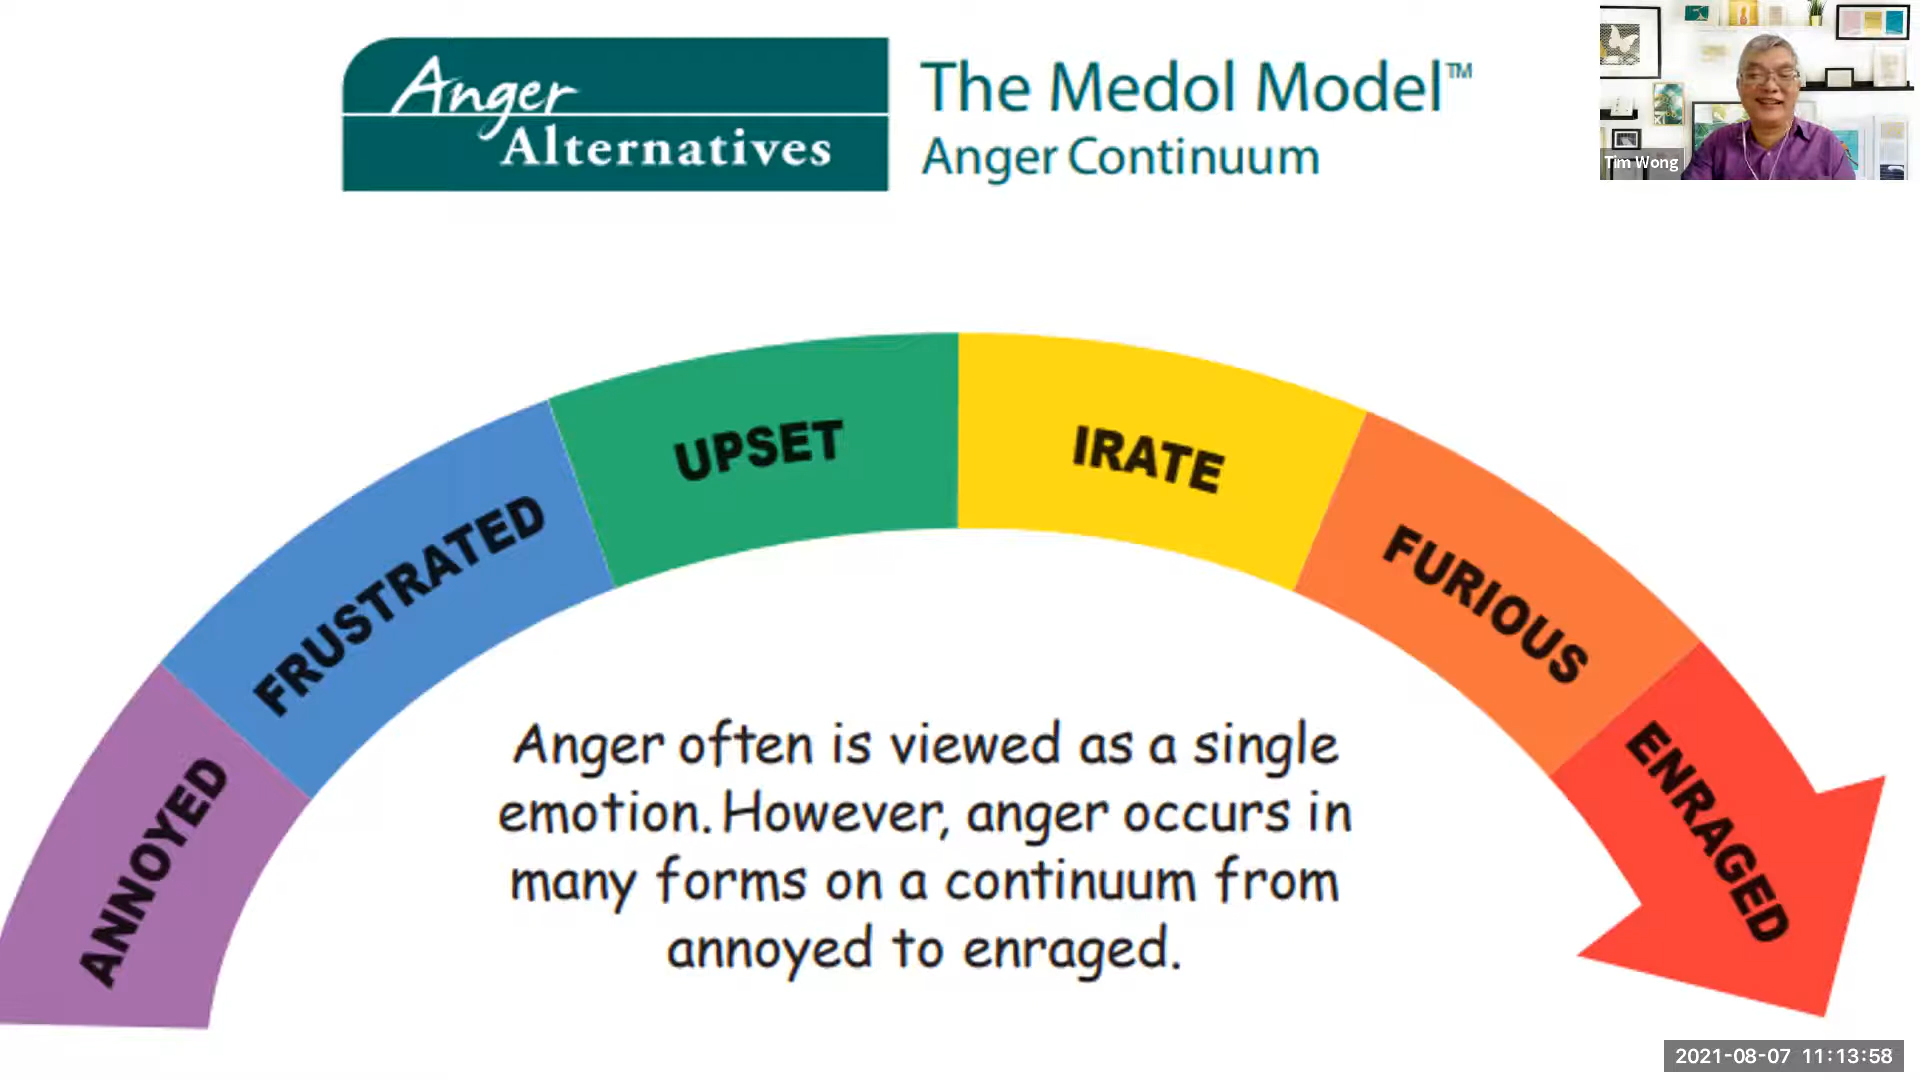 Anger
Alternatives
The Medol Model™
Anger Continuum
Tim Wong
ANNOYED
FRUSTRATED
UPSET
IRATE
FURIOUS
ENRAGED
Anger often is viewed as a single
emotion. However, anger occurs in
many forms on a continuum from
annoyed to enraged.
2021-08-07 11:13:58